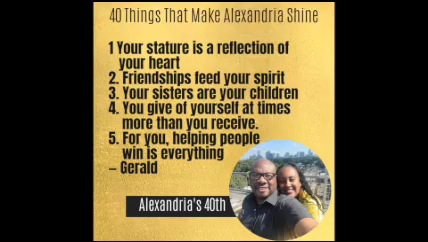 40 Things That Make Alexandria Shine
1 Your stature is a reflection of
your heart
2. Friendships feed your spirit
3. Your sisters are your children
4. You give of yourself at times
more than you receive.
5. For you, helping people
win is everything
– Gerald
Alexandria's 40th